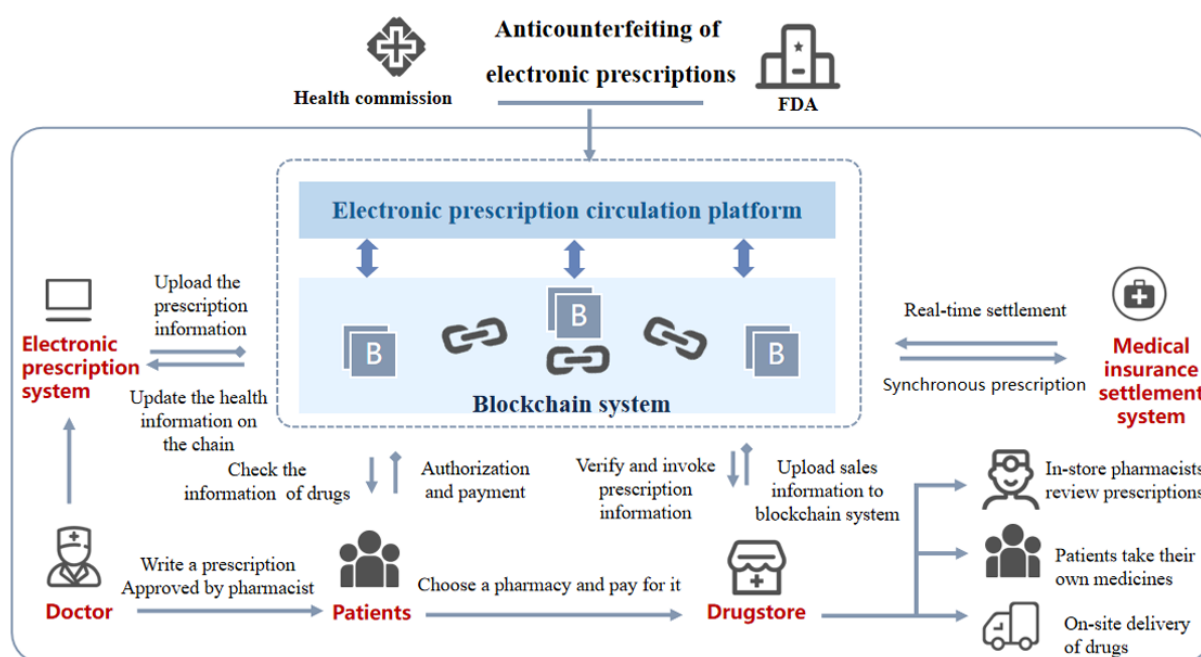 Anticounterfeiting of
electronic prescriptions
Health commission
FDA
Electronic prescription circulation platform
Upload the
prescription
information
B
B
B
Real-time settlement
Electronic
prescription
system
Medical
insurance
settlement
system
Synchronous prescription
Update the health
information on
the chain
Blockchain system
Check the
information of drugs
Authorization
and payment
Verify and invoke
prescription
information
Upload sales
information to
blockchain system
In-store pharmacists
review prescriptions
Write a prescription
Approved by pharmacist
Choose a pharmacy and pay for it
Patients take their
own medicines
Doctor
Patients
Drugstore
On-site delivery
of drugs